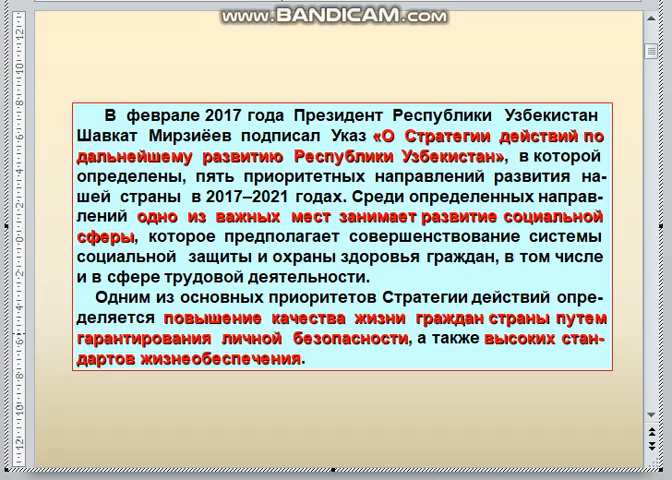 www.BANDICAM.com
В феврале 2017 года Президент Республики Узбекистан
Шавкат Мирзиёев подписал Указ «О Стратегии действий по
дальнейшему развитию Республики Узбекистан», в которой
определены, пять приоритетных направлений развития на-
шей страны в 2017–2021 годах. Среди определенных направ-
лений одно из важных мест занимает развитие социальной
сферы, которое предполагает совершенствование системы
социальной защиты и охраны здоровья граждан, в том числе
и в сфере трудовой деятельности.
Одним из основных приоритетов Стратегии действий опре-
деляется повышение качества жизни граждан страны путем
гарантирования личной безопасности, а также высоких стан-
дартов жизнеобеспечения.